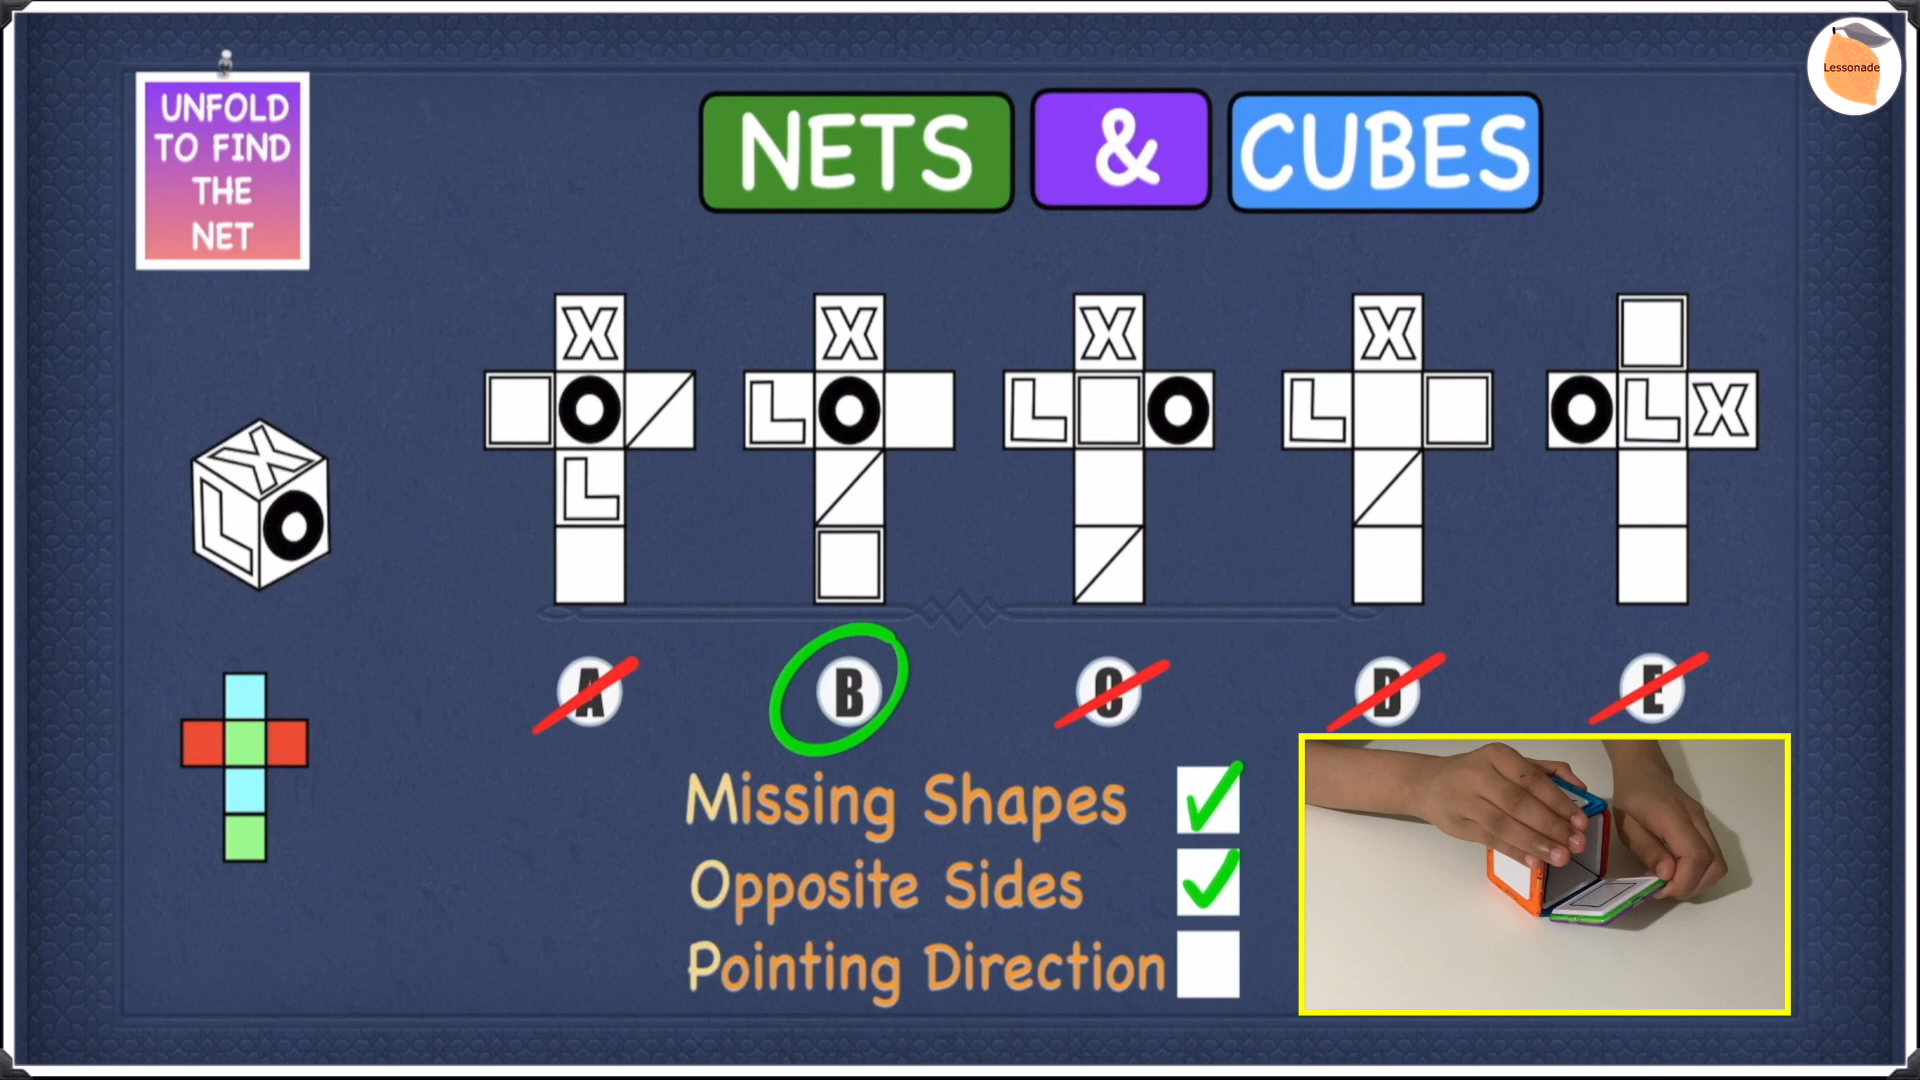 Lessonade
UNFOLD
TO FIND
THE
NET
NETS & CUBES
X X X X
O L O L O L O L X
L
X
L O
A B C D E
Missing Shapes
Opposite Sides
Pointing Direction